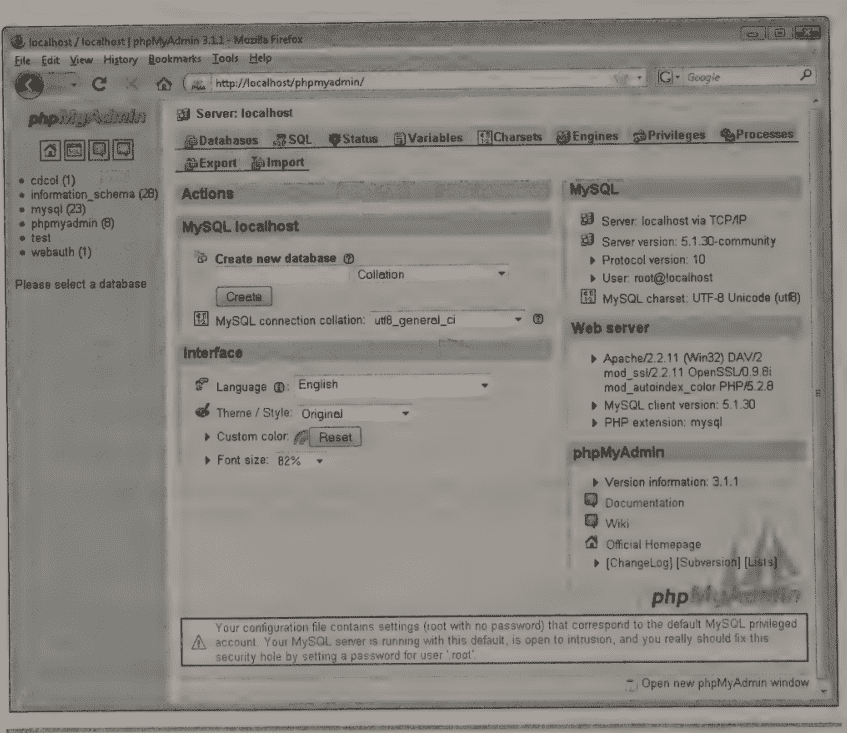 localhost / localhost | phpMyAdmin 3.1.1 - Mozilla Firefox
File Edit View History Bookmarks Tools Help
http://localhost/phpmyadmin/
Google
phpMyAdmin
cdcol (1)
information_schema (28)
mysql (23)
phpmyadmin (8)
test
webauth (1)
Please select a database
Server: localhost
Databases SQL Status Variables Charsets Engines Privileges Processes
Export Import
Actions
MySQL localhost
Create new database
Collation
Create
MySQL connection collation: utf8_general_ci
Interface
Language: English
Theme / Style: Original
Custom color: Reset
Font size: 82%
MySQL
Server: localhost via TCP/IP
Server version: 5.1.30-community
Protocol version: 10
User: root@localhost
MySQL charset: UTF-8 Unicode (utf8)
Web server
Apache/2.2.11 (Win32) DAV/2
mod_ssl/2.2.11 OpenSSL/0.9.8i
mod_autoindex_color PHP/5.2.8
MySQL client version: 5.1.30
PHP extension: mysql
phpMyAdmin
Version information: 3.1.1
Documentation
Wiki
Official Homepage
[ChangeLog] [Subversion] [Lists]
phpMyAdmin
Your configuration file contains settings (root with no password) that correspond to the default MySQL privileged
account. Your MySQL server is running with this default, is open to intrusion, and you really should fix this
security hole by setting a password for user 'root'.
Open new phpMyAdmin window